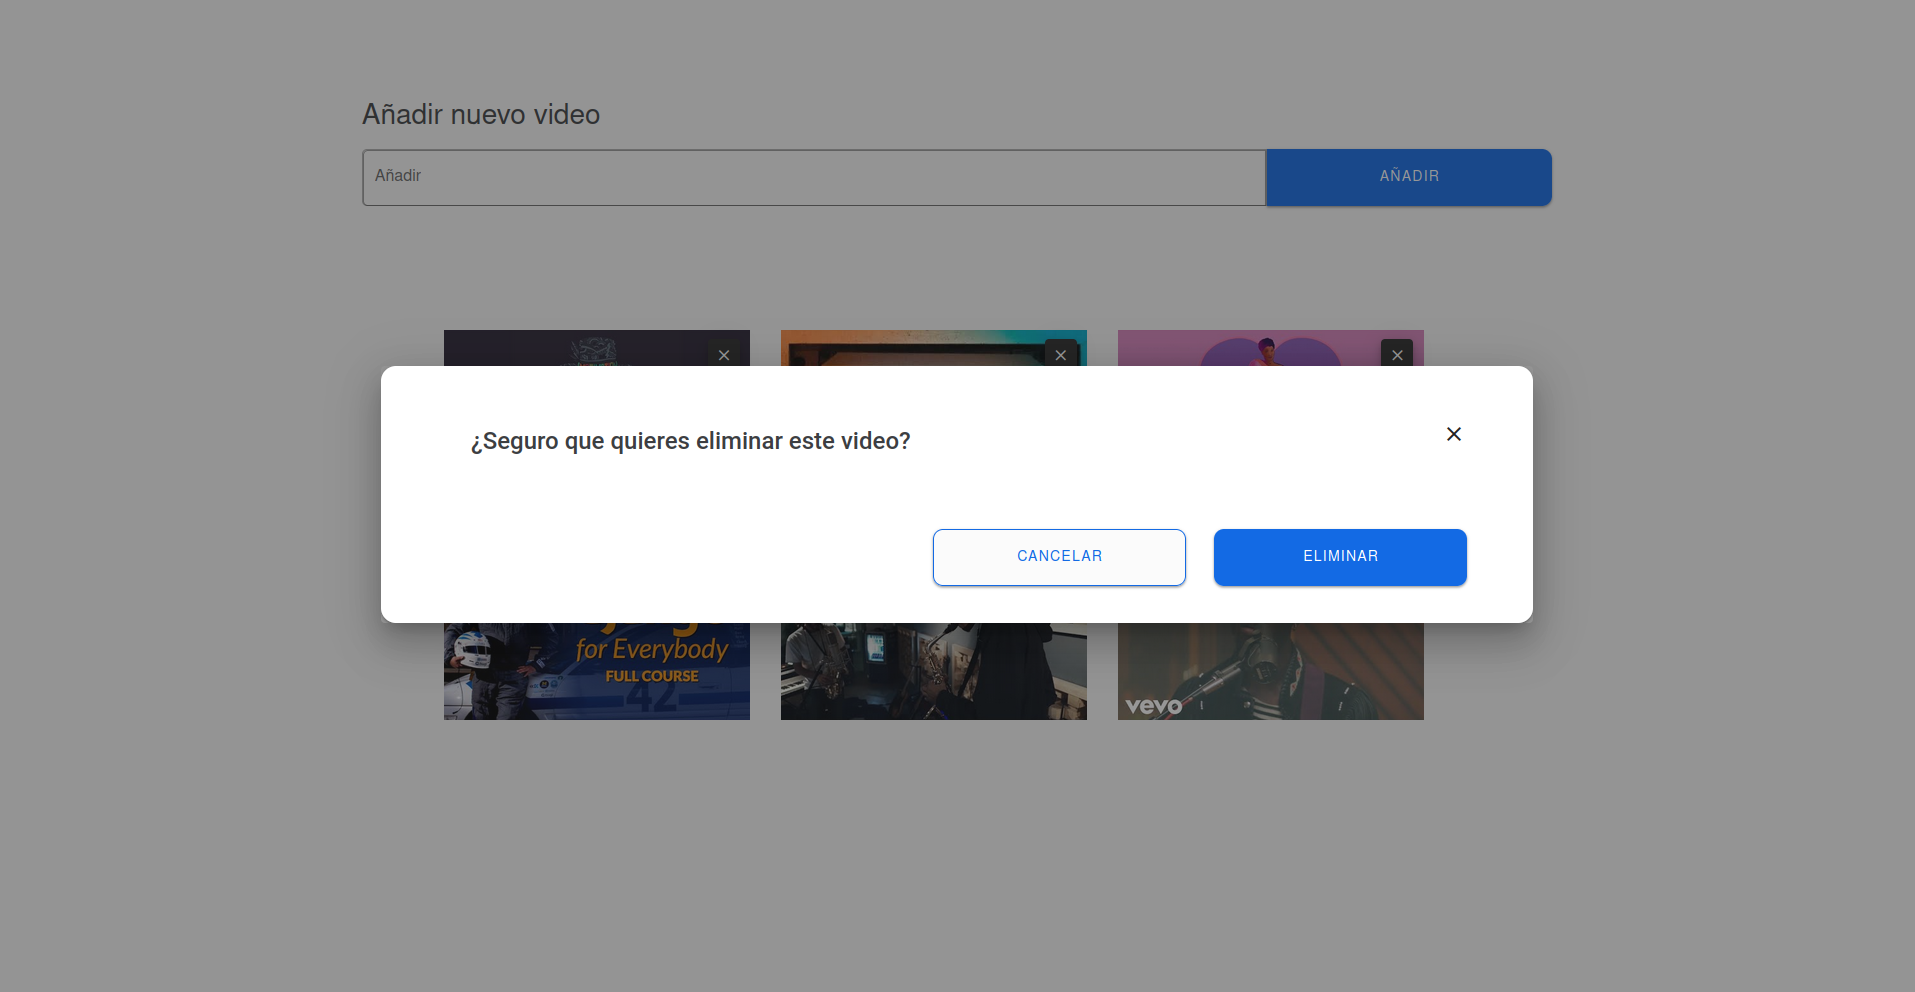 Añadir nuevo video
Añadir
AÑADIR
¿Seguro que quieres eliminar este video?
CANCELAR
ELIMINAR
for Everybody
FULL COURSE
42
vevo